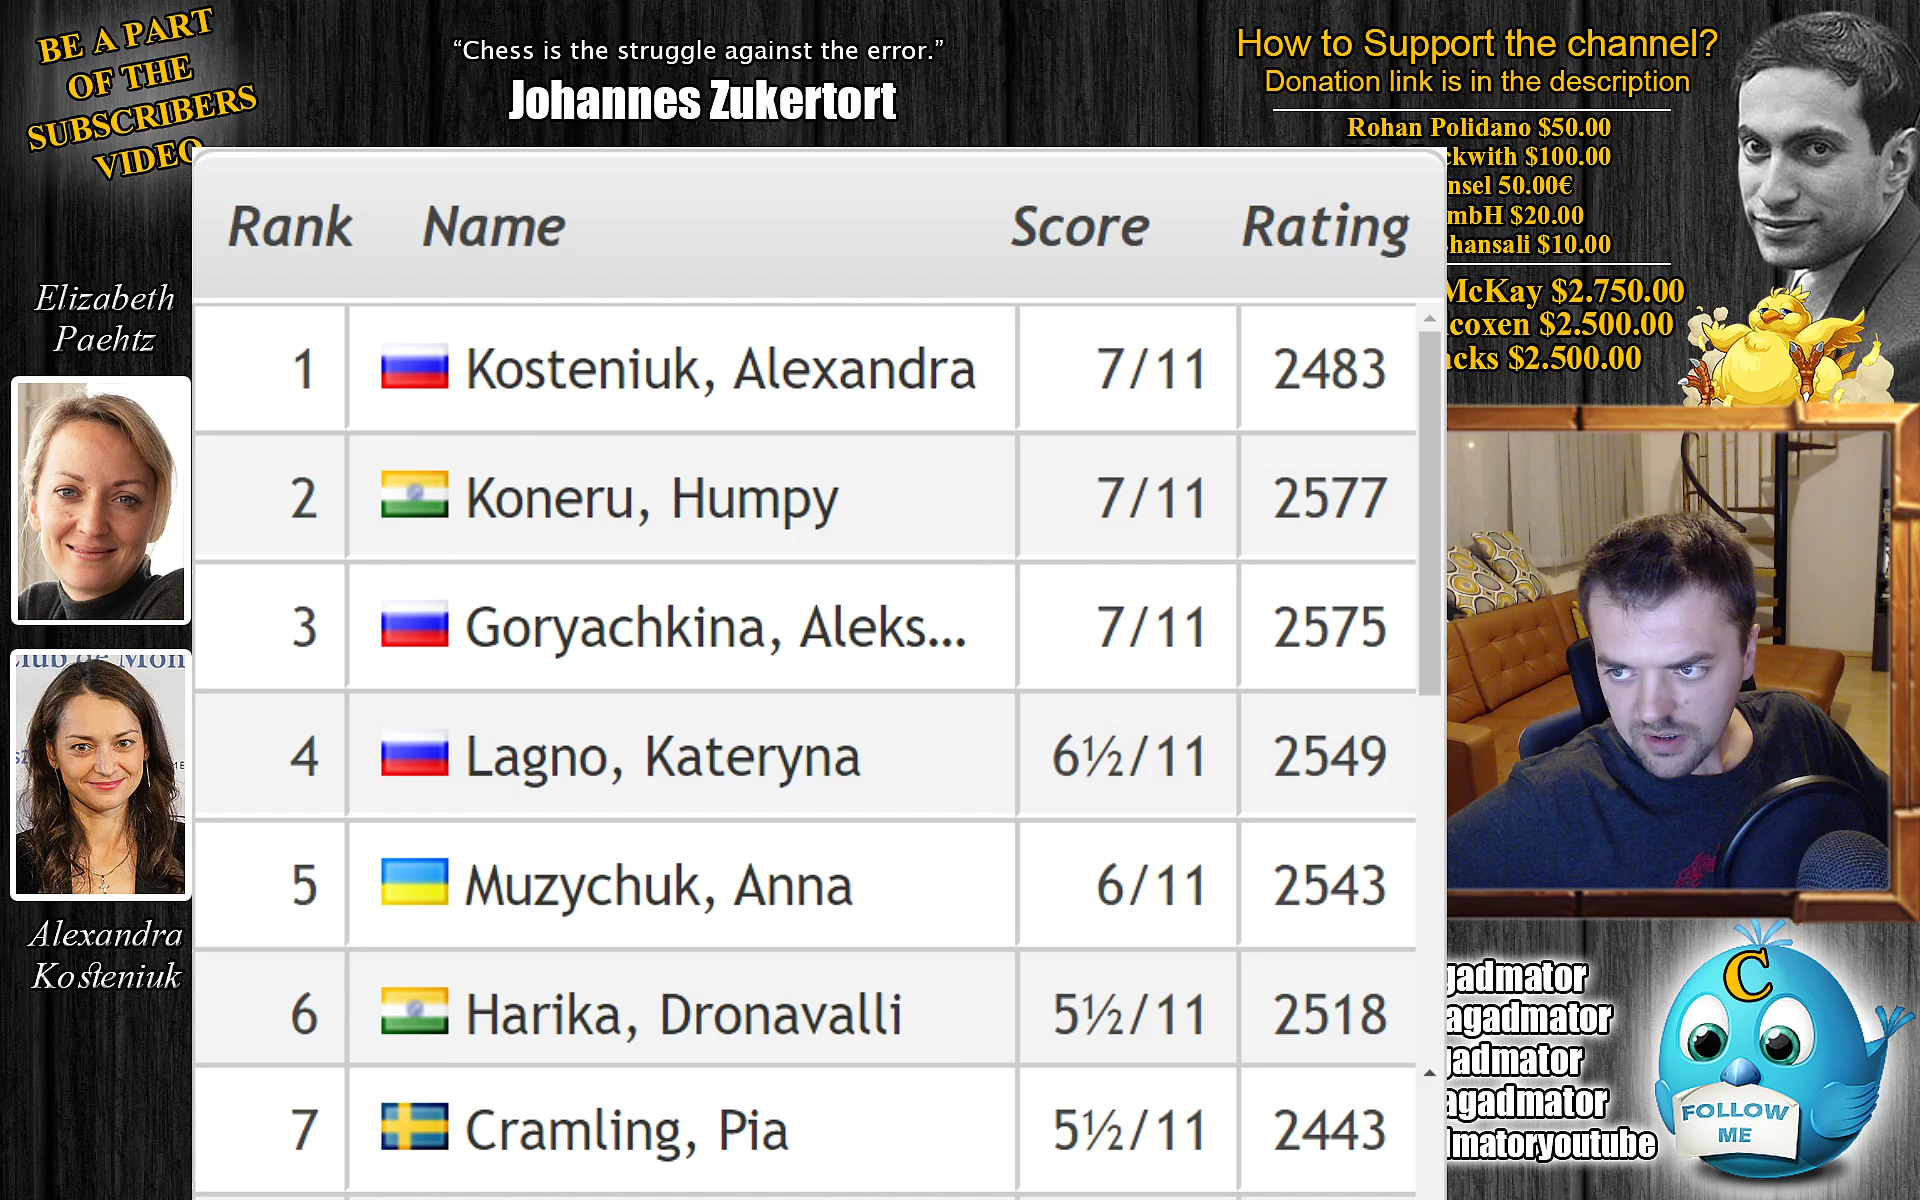 BE A PART
OF THE
SUBSCRIBERS
VIDEO
“Chess is the struggle against the error.”
Johannes Zukertort
How to Support the channel?
Donation link is in the description
Rohan Polidano $50.00
ckwith $100.00
nsel 50.00€
mbH $20.00
hansali $10.00
McKay $2.750.00
coxen $2.500.00
acks $2.500.00
Elizabeth
Paehtz
Alexandra
Kosteniuk
Rank Name Score Rating
1 Kosteniuk, Alexandra 7/11 2483
2 Koneru, Humpy 7/11 2577
3 Goryachkina, Aleks... 7/11 2575
4 Lagno, Kateryna 6½/11 2549
5 Muzychuk, Anna 6/11 2543
6 Harika, Dronavalli 5½/11 2518
7 Cramling, Pia 5½/11 2443
gadmator
agadmator
gadmator
agadmator
matoryoutube
C
FOLLOW
ME